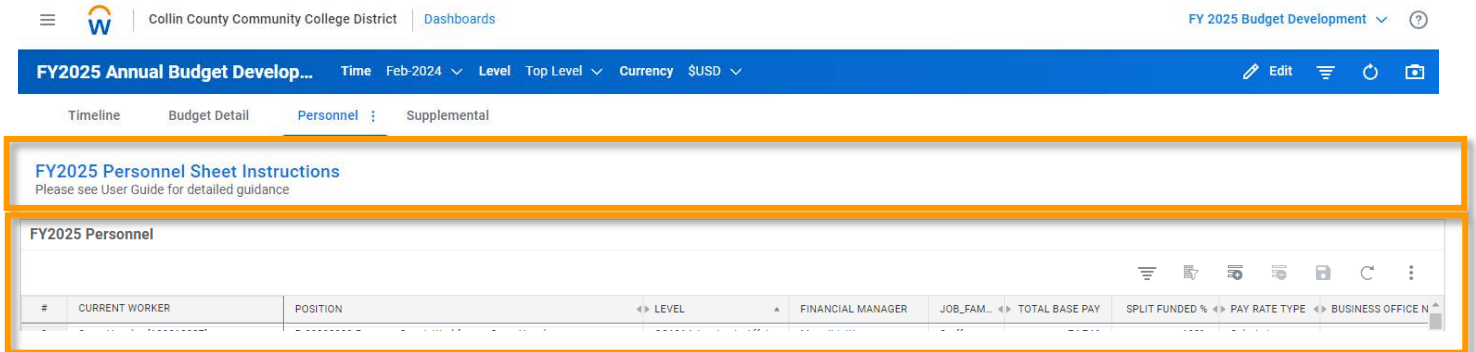 Collin County Community College District Dashboards FY 2025 Budget Development
FY2025 Annual Budget Develop... Time Feb-2024 Level Top Level Currency $USD Edit
Timeline Budget Detail Personnel Supplemental
FY2025 Personnel Sheet Instructions
Please see User Guide for detailed guidance
FY2025 Personnel
# CURRENT WORKER POSITION LEVEL FINANCIAL MANAGER JOB_FAM... TOTAL BASE PAY SPLIT FUNDED % PAY RATE TYPE BUSINESS OFFICE N